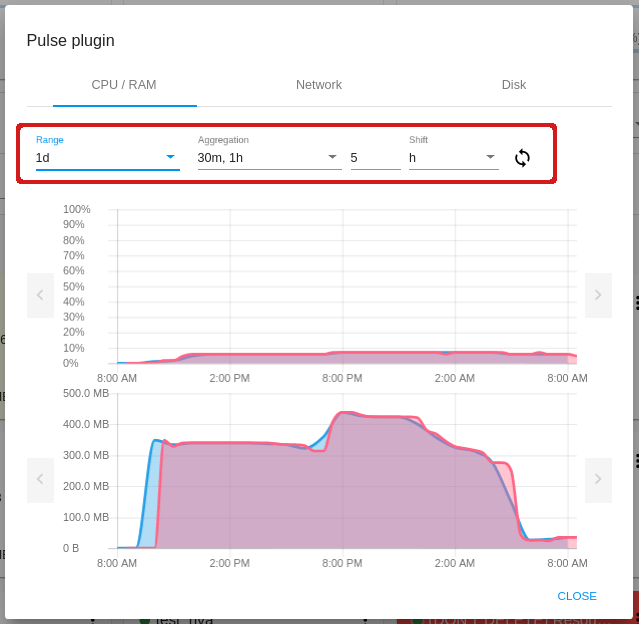 Pulse plugin
CPU / RAM Network Disk
Range Aggregation Shift
1d 30m, 1h 5 h
100%
90%
80%
70%
60%
50%
40%
30%
20%
10%
0%
8:00 AM 2:00 PM 8:00 PM 2:00 AM 8:00 AM
500.0 MB
400.0 MB
300.0 MB
200.0 MB
100.0 MB
0 B
8:00 AM 2:00 PM 8:00 PM 2:00 AM 8:00 AM
CLOSE